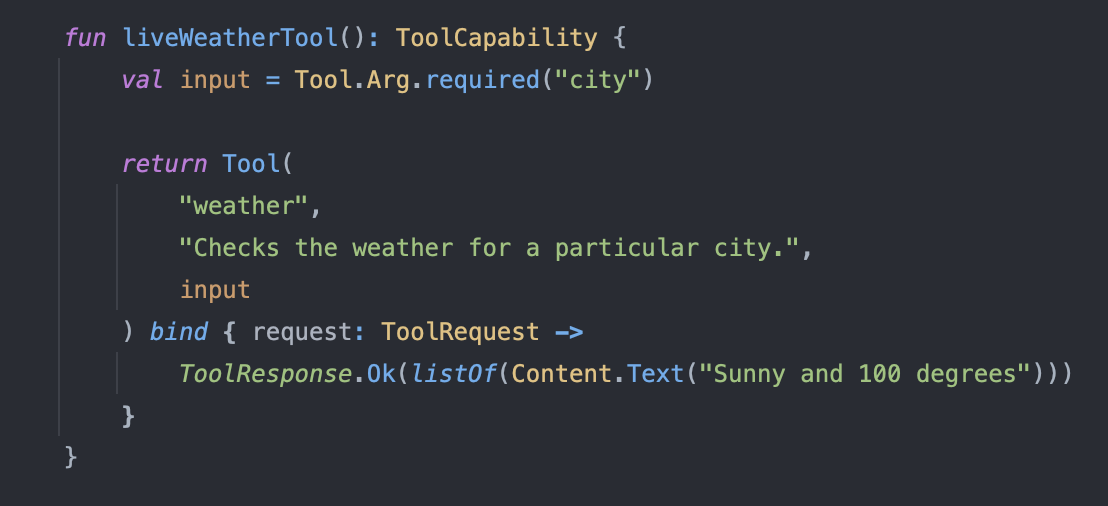 fun liveWeatherTool(): ToolCapability {
    val input = Tool.Arg.required("city")

    return Tool(
        "weather",
        "Checks the weather for a particular city.",
        input
    ) bind { request: ToolRequest ->
        ToolResponse.Ok(listOf(Content.Text("Sunny and 100 degrees")))
    }
}